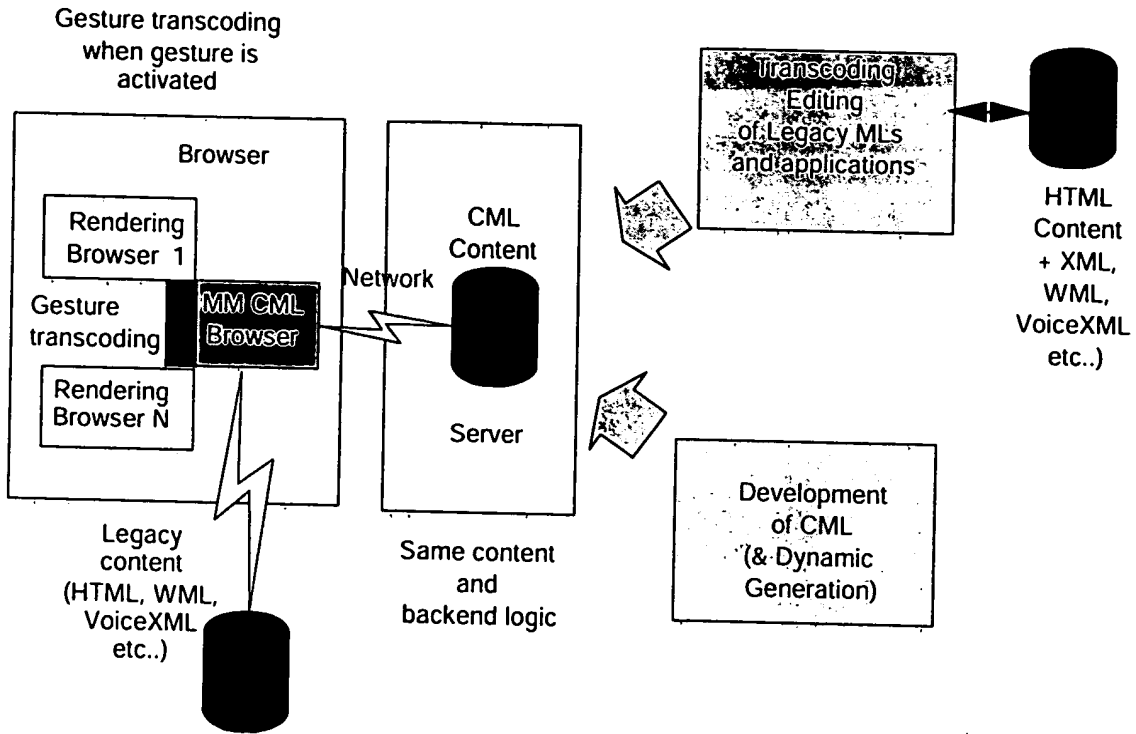 Gesture transcoding
when gesture is
activated
Browser
Rendering
Browser 1
Gesture
transcoding
MM CML
Browser
Rendering
Browser N
Network
CML
Content
Server
Transcoding
Editing
of Legacy MLs
and applications
HTML
Content
+ XML,
WML,
VoiceXML
etc..)
Legacy
content
(HTML, WML,
VoiceXML
etc..)
Same content
and
backend logic
Development
of CML
(& Dynamic
Generation)